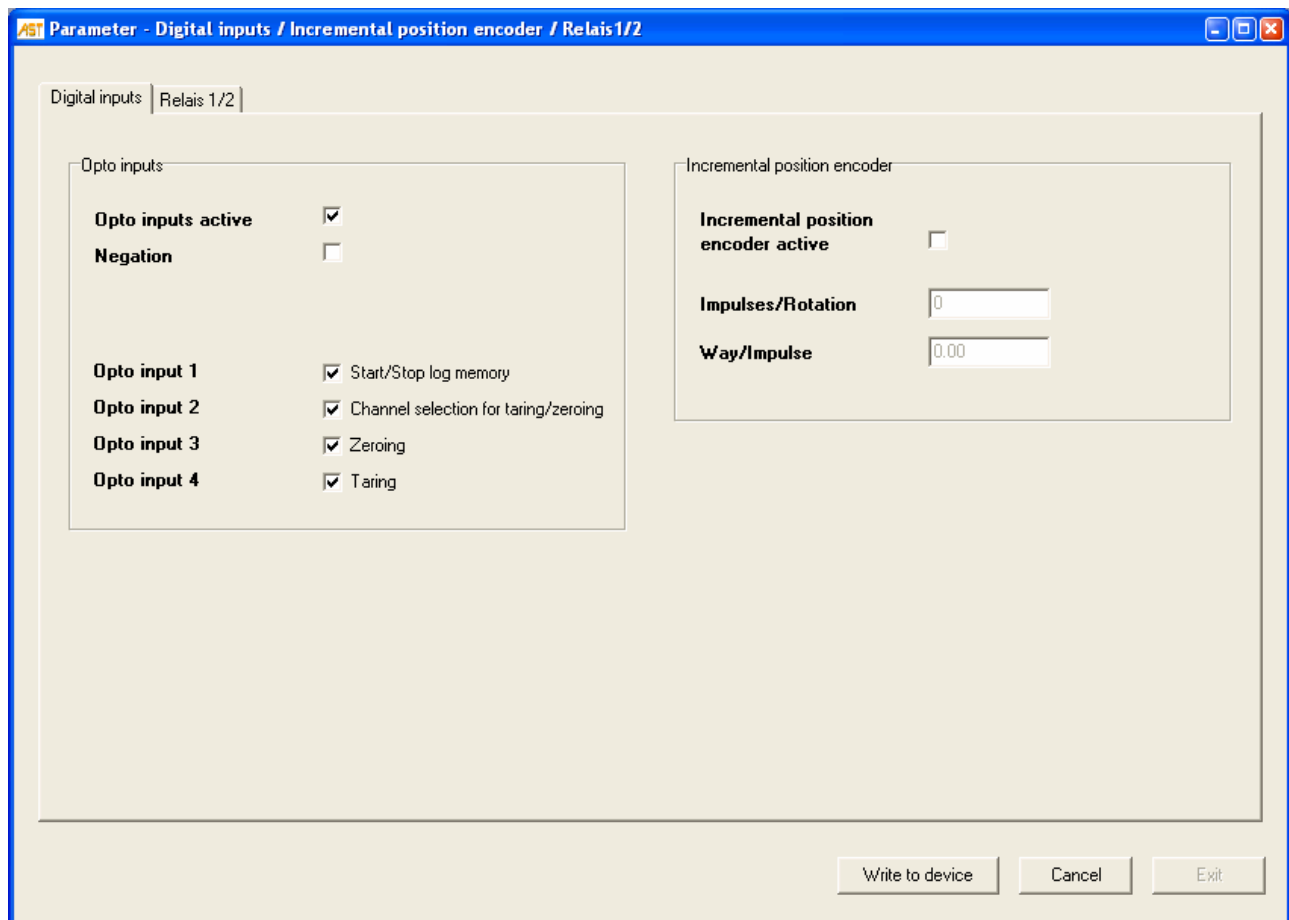 AST Parameter - Digital inputs / Incremental position encoder / Relais1/2
Digital inputs Relais 1/2
Opto inputs
Opto inputs active
Negation
Opto input 1 Start/Stop log memory
Opto input 2 Channel selection for taring/zeroing
Opto input 3 Zeroing
Opto input 4 Taring
Incremental position encoder
Incremental position
encoder active
Impulses/Rotation 0
Way/Impulse 0.00
Write to device Cancel Exit